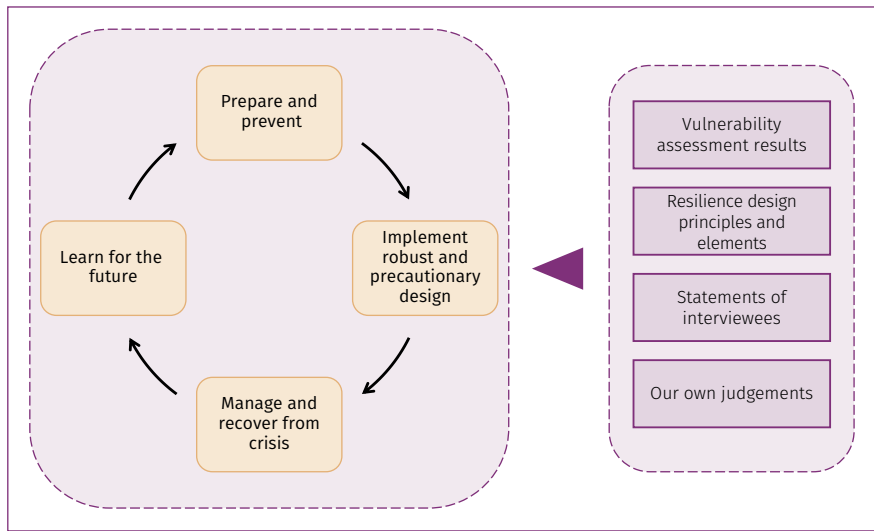 Prepare and
prevent
Implement
robust and
precautionary
design
Manage and
recover from
crisis
Learn for the
future
Vulnerability
assessment results
Resilience design
principles and
elements
Statements of
interviewees
Our own judgements